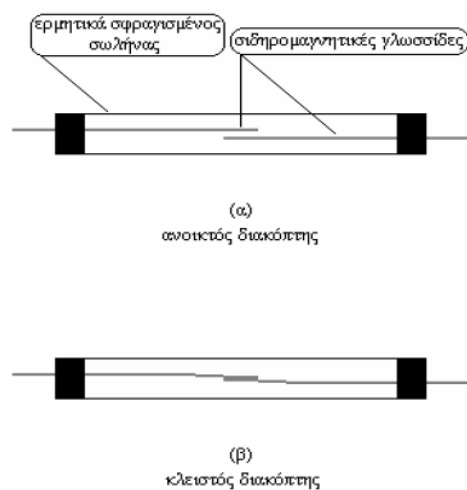 ερμητικά σφραγισμένος
σωλήνας
σιδηρομαγνητικές γλωσσίδες
(α)
ανοικτός διακόπτης
(β)
κλειστός διακόπτης